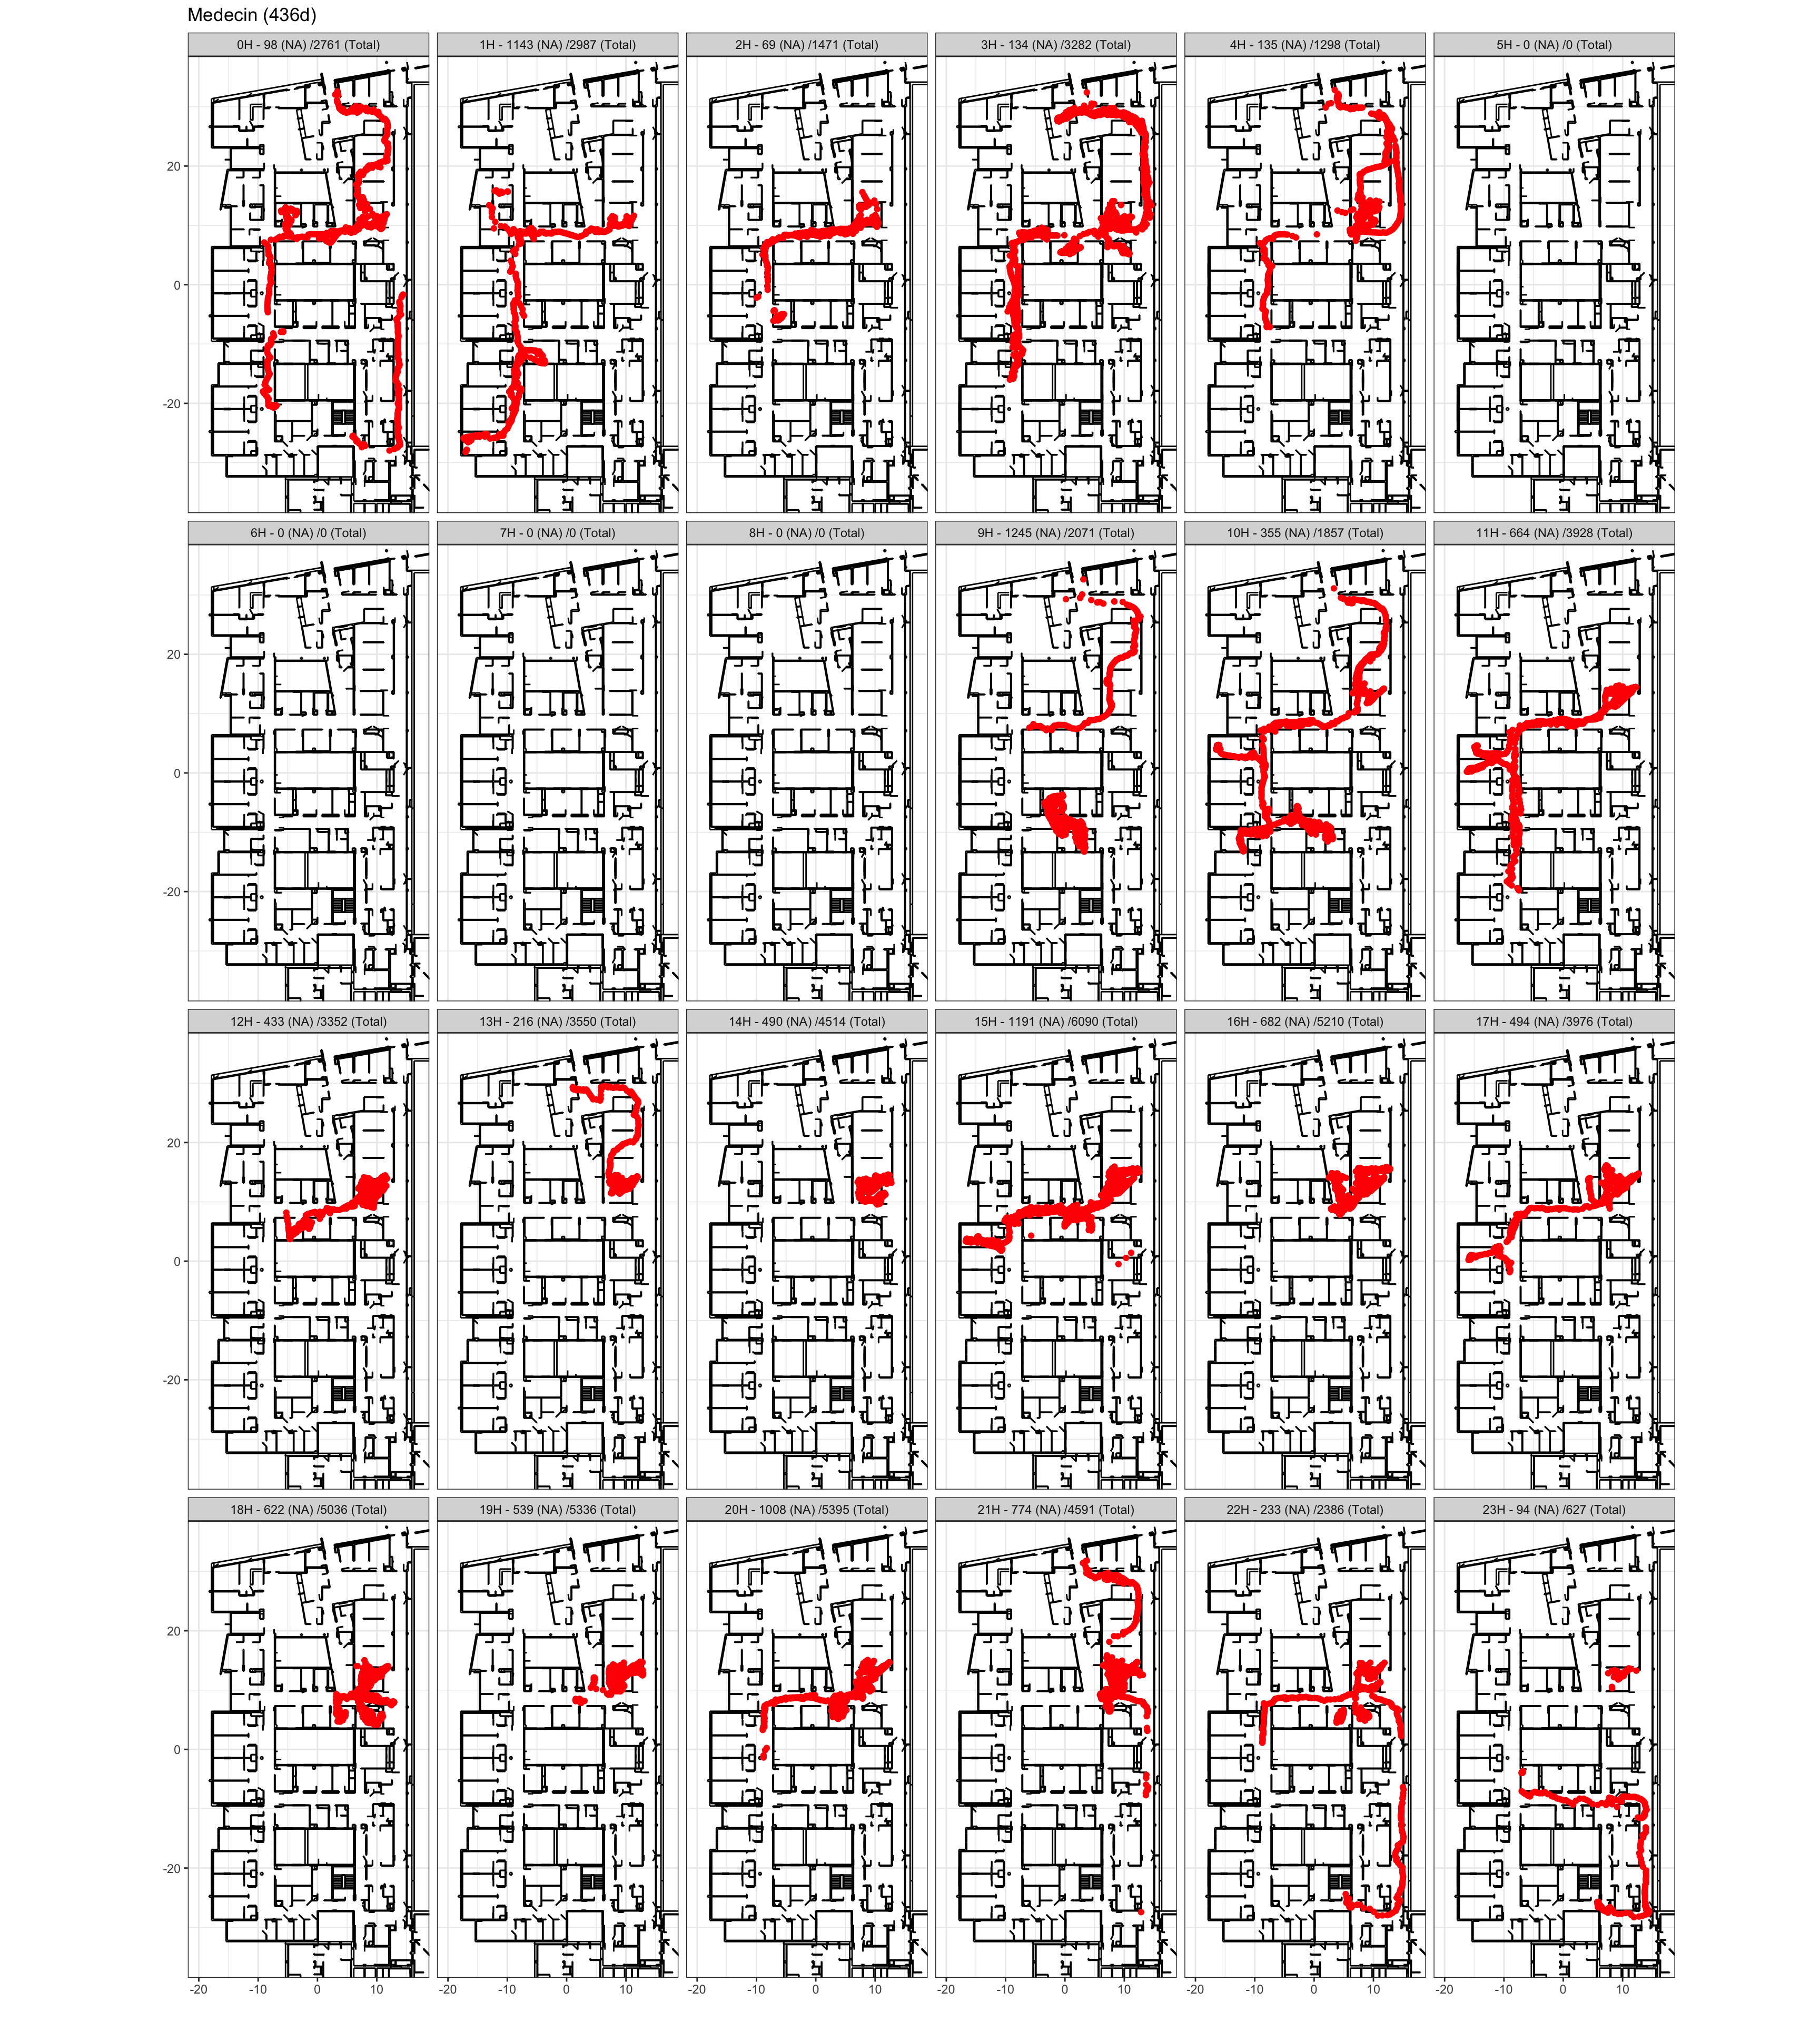 Medecin (436d)
0H - 98 (NA) /2761 (Total)
1H - 1143 (NA) /2987 (Total)
2H - 69 (NA) /1471 (Total)
3H - 134 (NA) /3282 (Total)
4H - 135 (NA) /1298 (Total)
5H - 0 (NA) /0 (Total)
20
0
-20
6H - 0 (NA) /0 (Total)
7H - 0 (NA) /0 (Total)
8H - 0 (NA) /0 (Total)
9H - 1245 (NA) /2071 (Total)
10H - 355 (NA) /1857 (Total)
11H - 664 (NA) /3928 (Total)
20
0
-20
12H - 433 (NA) /3352 (Total)
13H - 216 (NA) /3550 (Total)
14H - 490 (NA) /4514 (Total)
15H - 1191 (NA) /6090 (Total)
16H - 682 (NA) /5210 (Total)
17H - 494 (NA) /3976 (Total)
20
0
-20
18H - 622 (NA) /5036 (Total)
19H - 539 (NA) /5336 (Total)
20H - 1008 (NA) /5395 (Total)
21H - 774 (NA) /4591 (Total)
22H - 233 (NA) /2386 (Total)
23H - 94 (NA) /627 (Total)
20
0
-20
-20 -10 0 10
-20 -10 0 10
-20 -10 0 10
-20 -10 0 10
-20 -10 0 10
-20 -10 0 10